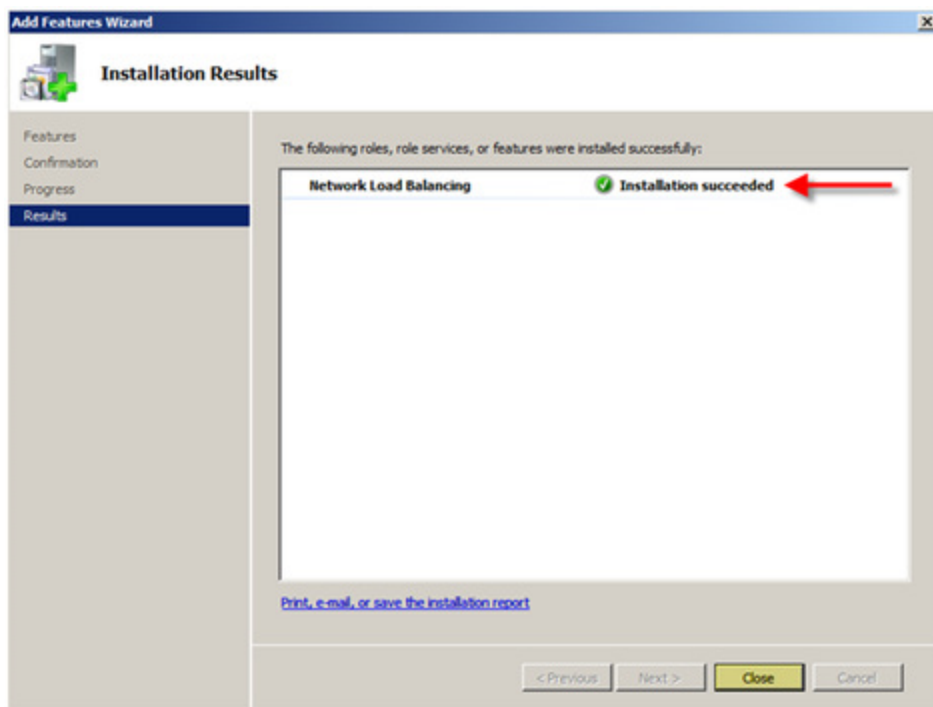 Add Features Wizard
Installation Results
Features
Confirmation
Progress
Results
The following roles, role services, or features were installed successfully:
Network Load Balancing Installation succeeded
Print, e-mail, or save the installation report
< Previous Next > Close Cancel